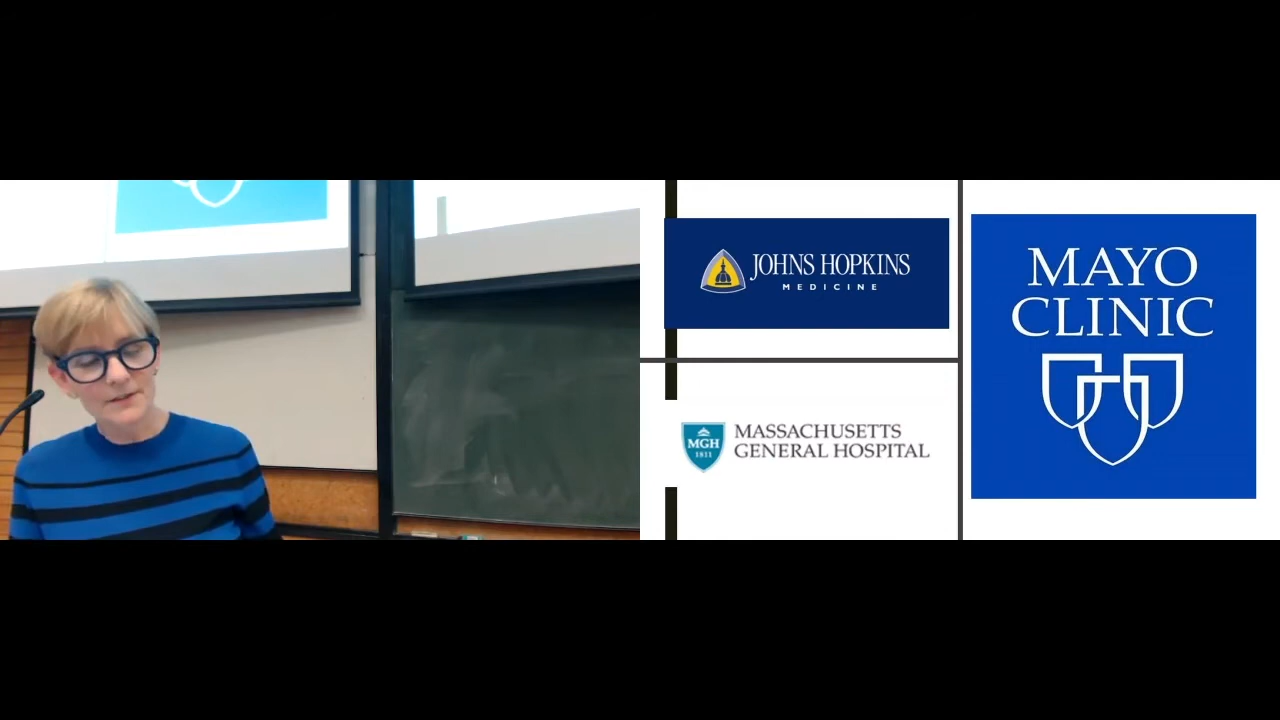 JOHNS HOPKINS
MEDICINE
MGH
1811
MASSACHUSETTS
GENERAL HOSPITAL
MAYO
CLINIC